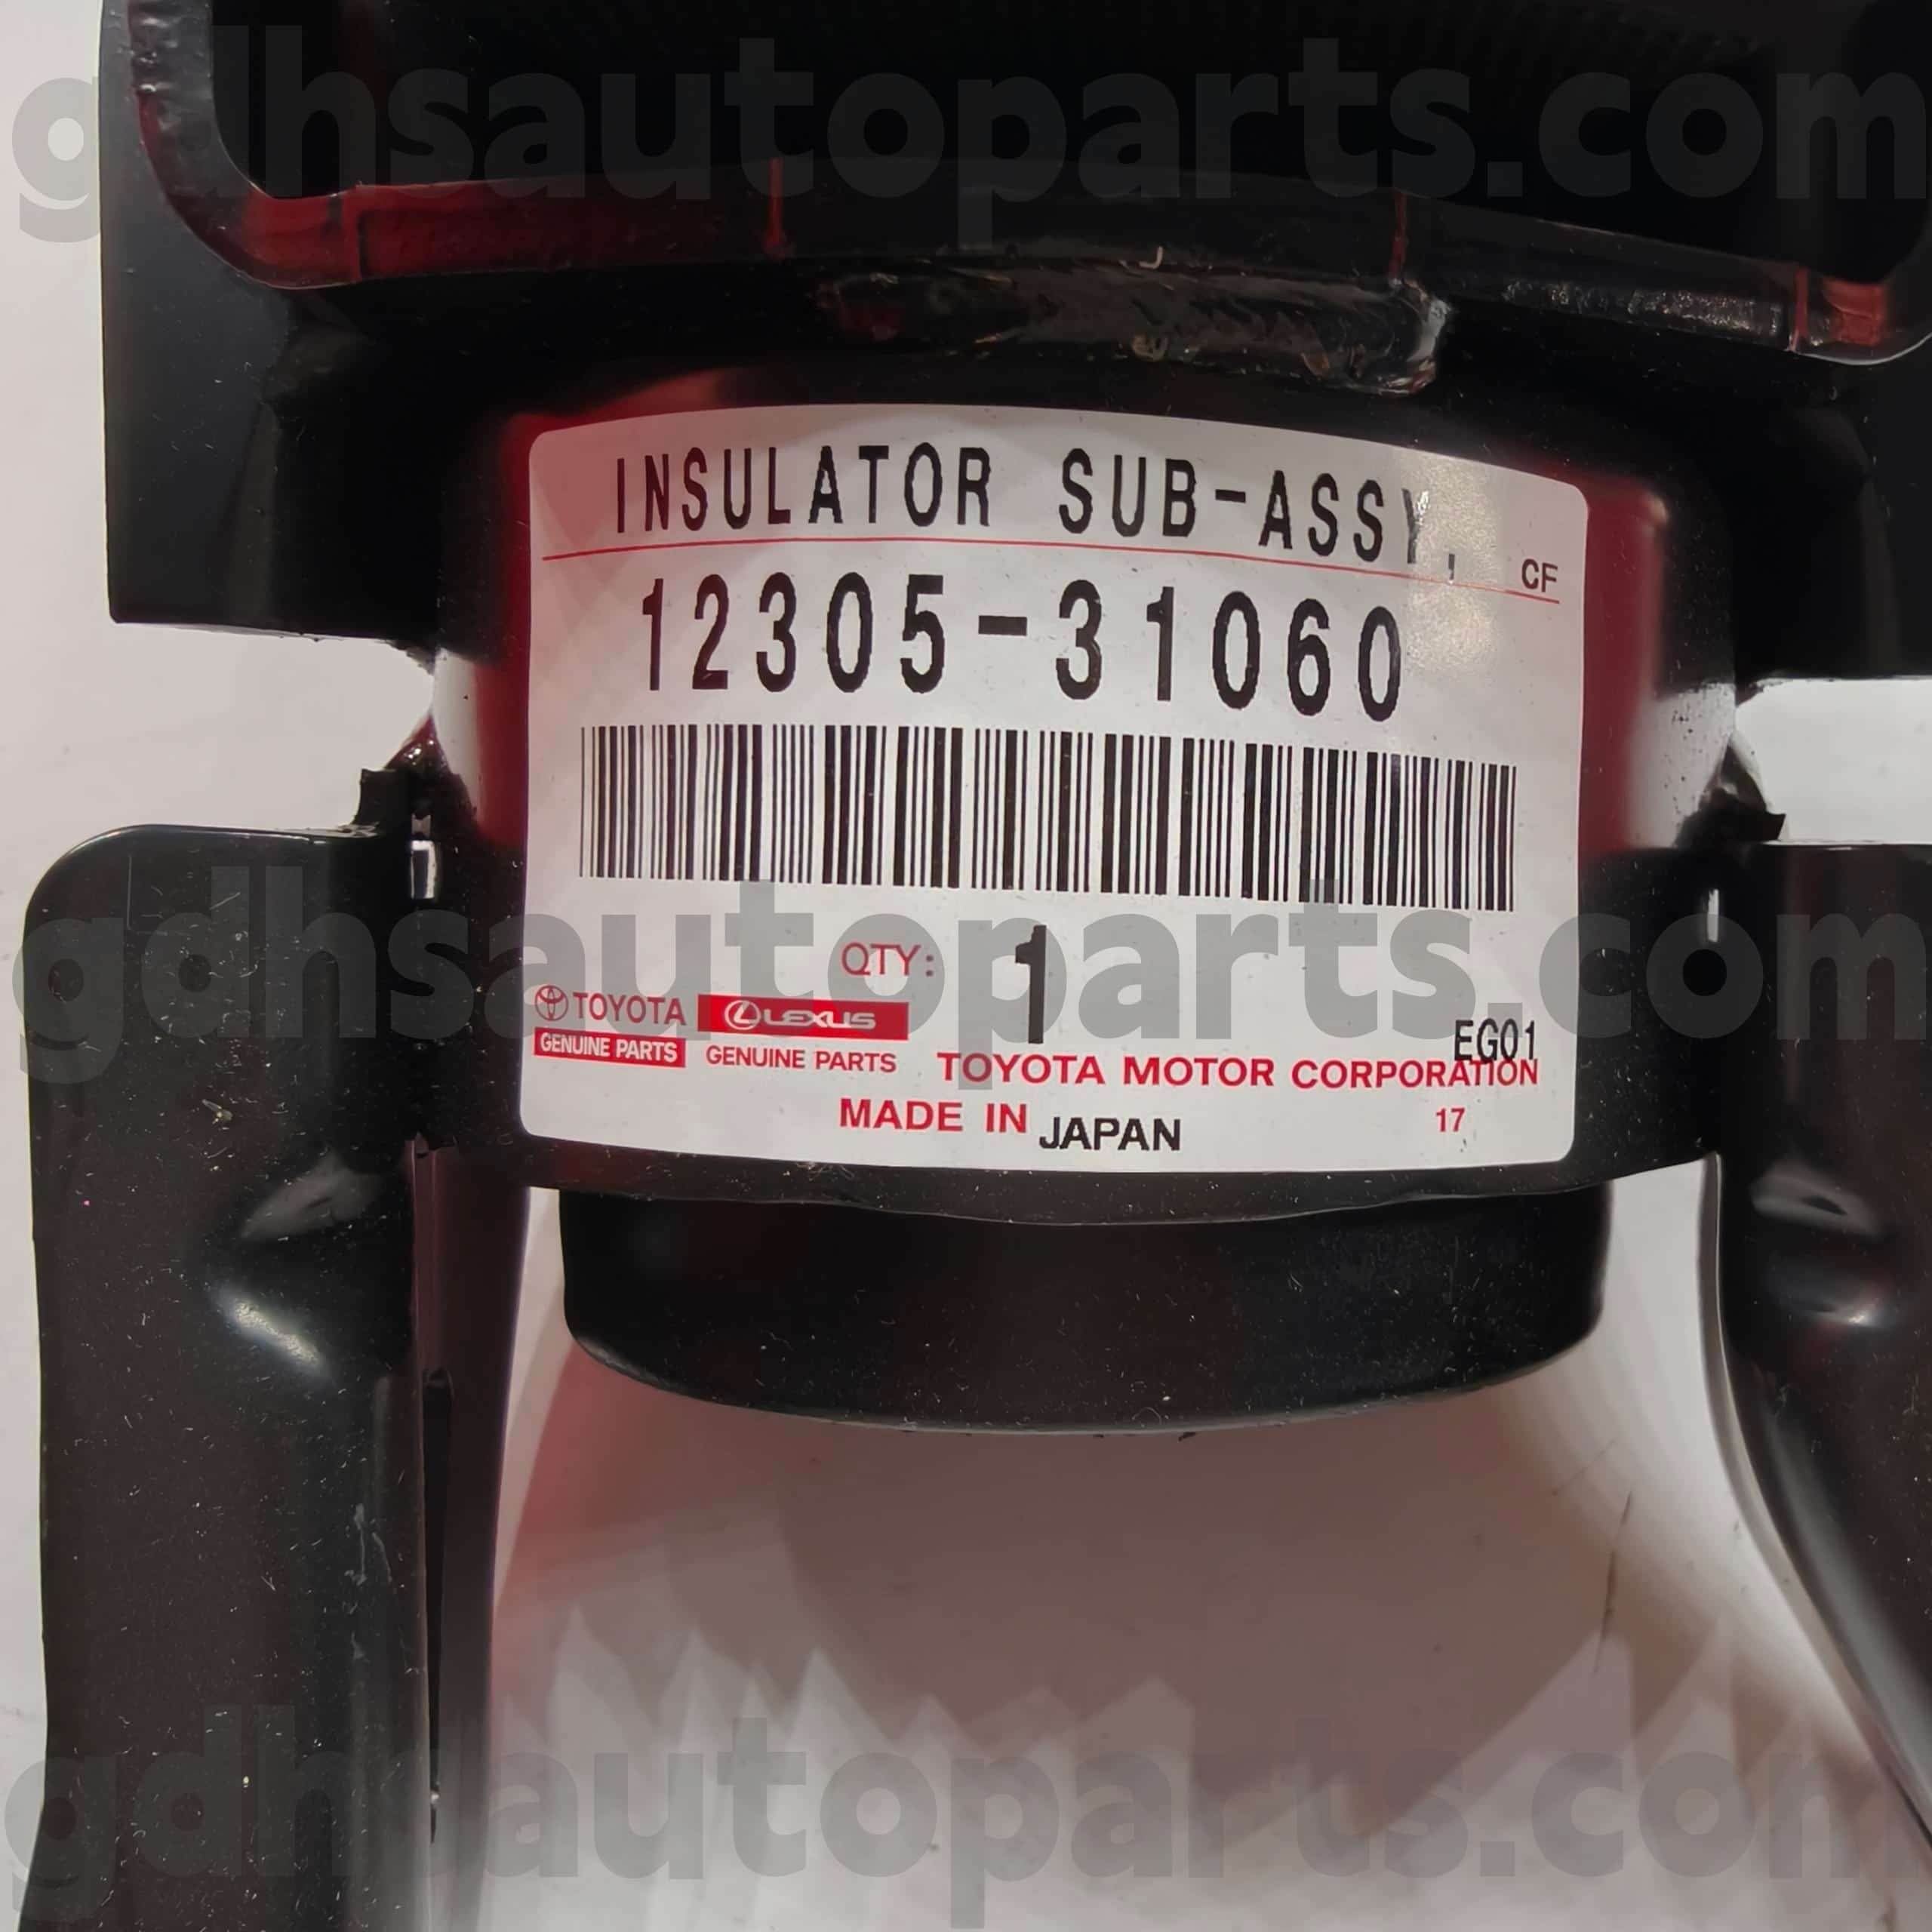 gdhsautoparts.com
INSULATOR SUB-ASSY,
CF
12305-31060
gdhsautoparts.com
QTY: 1
TOYOTA LEXUS
EG01
GENUINE PARTS GENUINE PARTS TOYOTA MOTOR CORPORATION
MADE IN JAPAN 17
gdhsautoparts.com